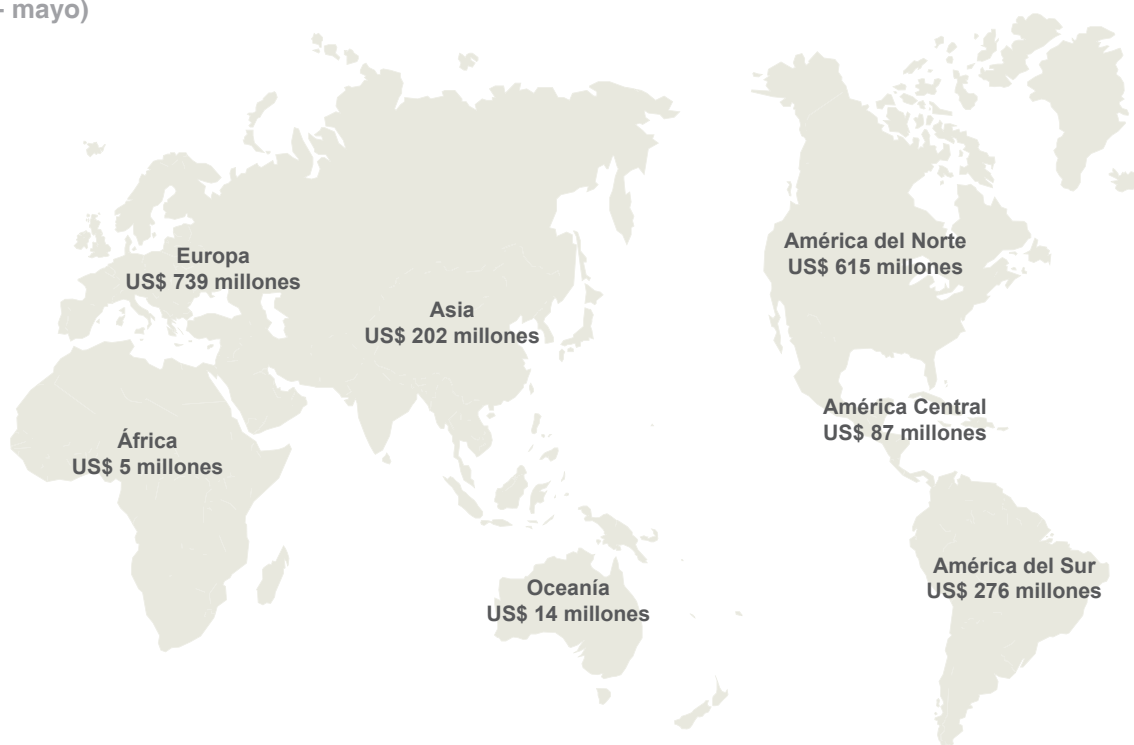 - mayo)
Europa
US$ 739 millones
Asia
US$ 202 millones
África
US$ 5 millones
Oceanía
US$ 14 millones
América del Norte
US$ 615 millones
América Central
US$ 87 millones
América del Sur
US$ 276 millones